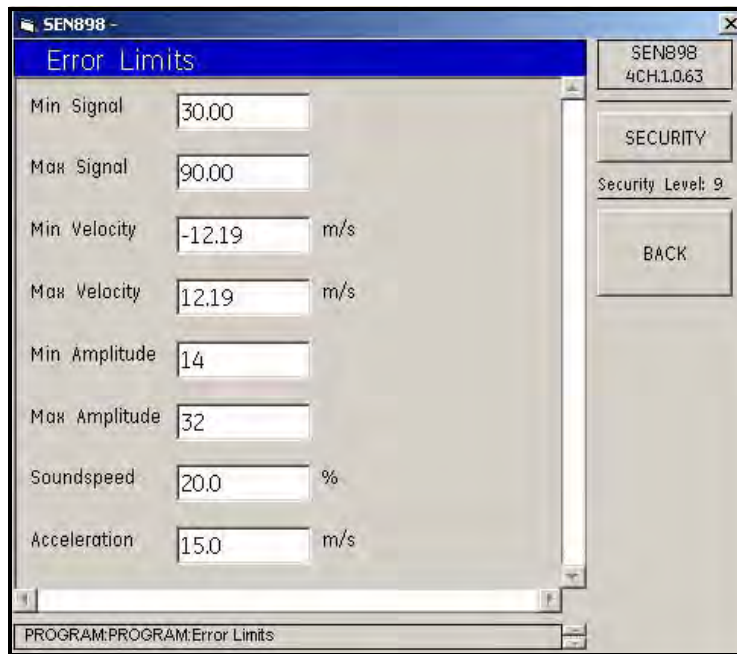 SEN898 -
Error Limits
Min Signal 30.00
Max Signal 90.00
Min Velocity -12.19 m/s
Max Velocity 12.19 m/s
Min Amplitude 14
Max Amplitude 32
Soundspeed 20.0 %
Acceleration 15.0 m/s
SEN898
4CH.1.0.63
SECURITY
Security Level: 9
BACK
PROGRAM:PROGRAM:Error Limits